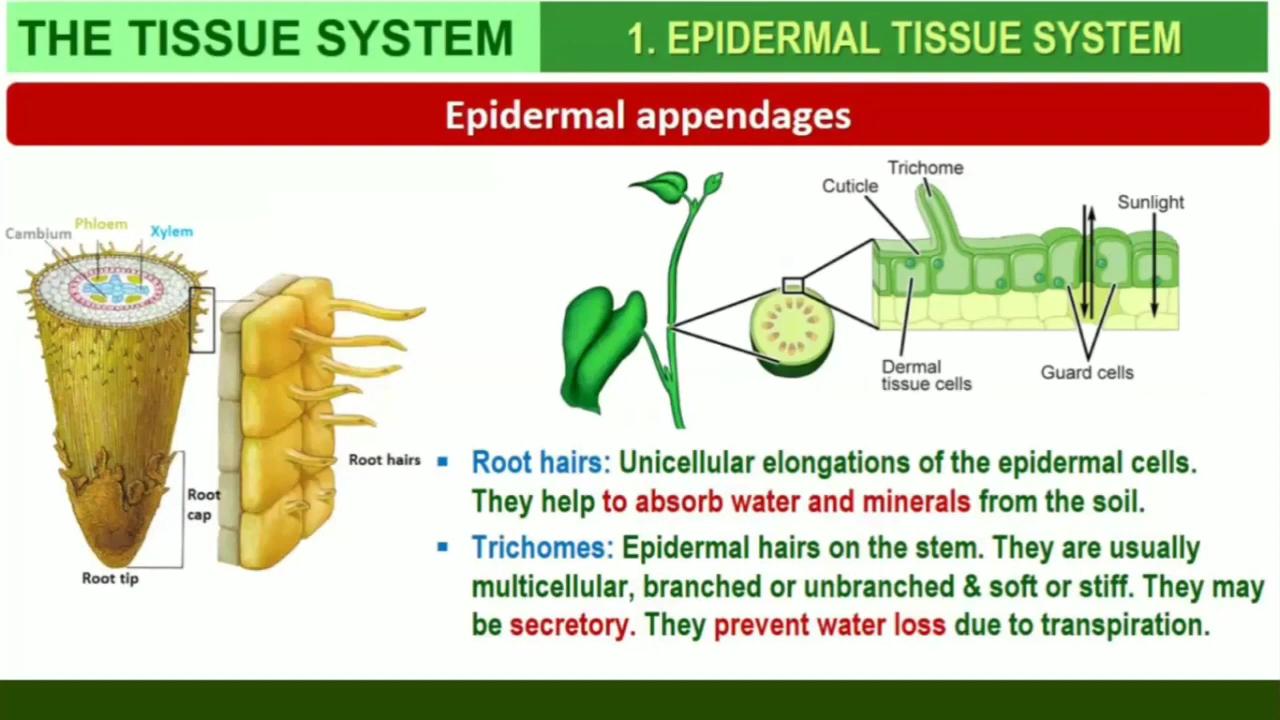 THE TISSUE SYSTEM
1. EPIDERMAL TISSUE SYSTEM
Epidermal appendages
Cambium
Phloem
Xylem
Root hairs
Root
cap
Root tip
Trichome
Cuticle
Sunlight
Dermal
tissue cells
Guard cells
▪ Root hairs: Unicellular elongations of the epidermal cells.
They help to absorb water and minerals from the soil.
▪ Trichomes: Epidermal hairs on the stem. They are usually
multicellular, branched or unbranched & soft or stiff. They may
be secretory. They prevent water loss due to transpiration.